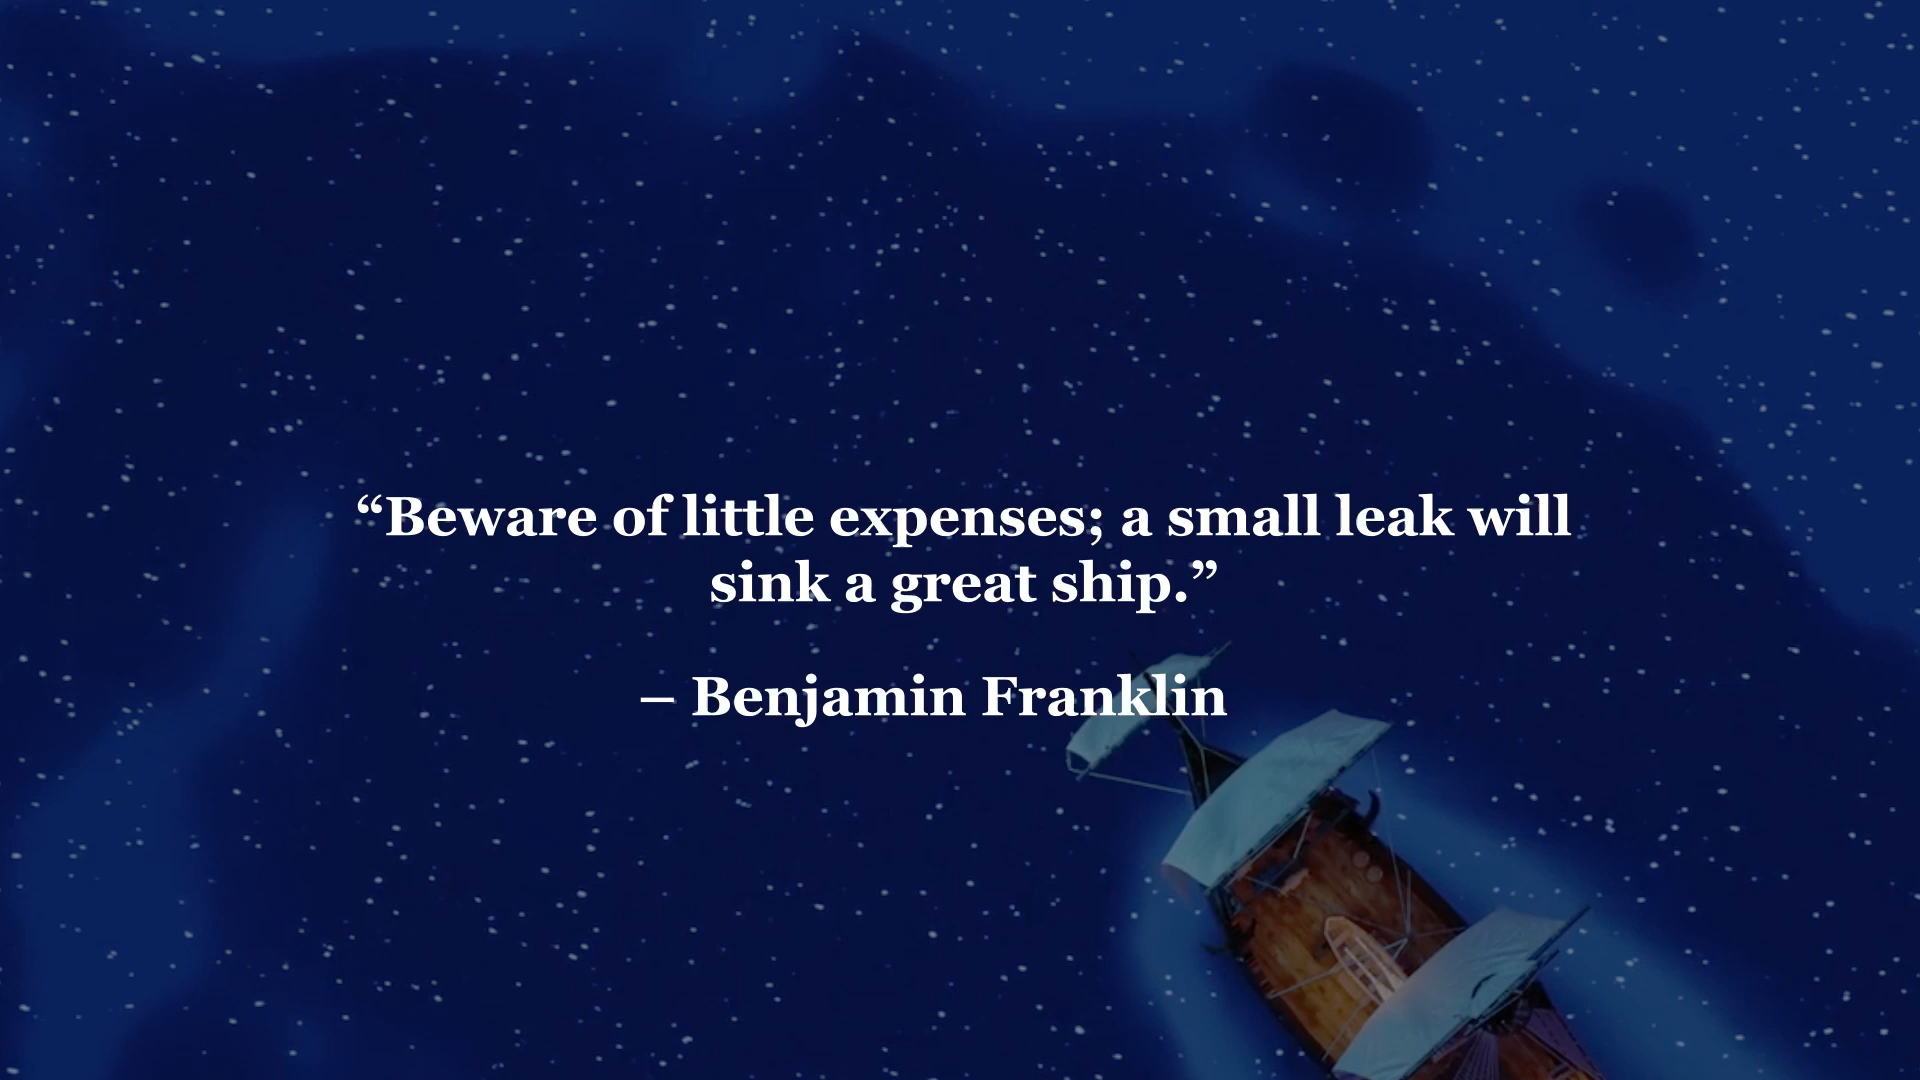 “Beware of little expenses; a small leak will
sink a great ship.”
– Benjamin Franklin